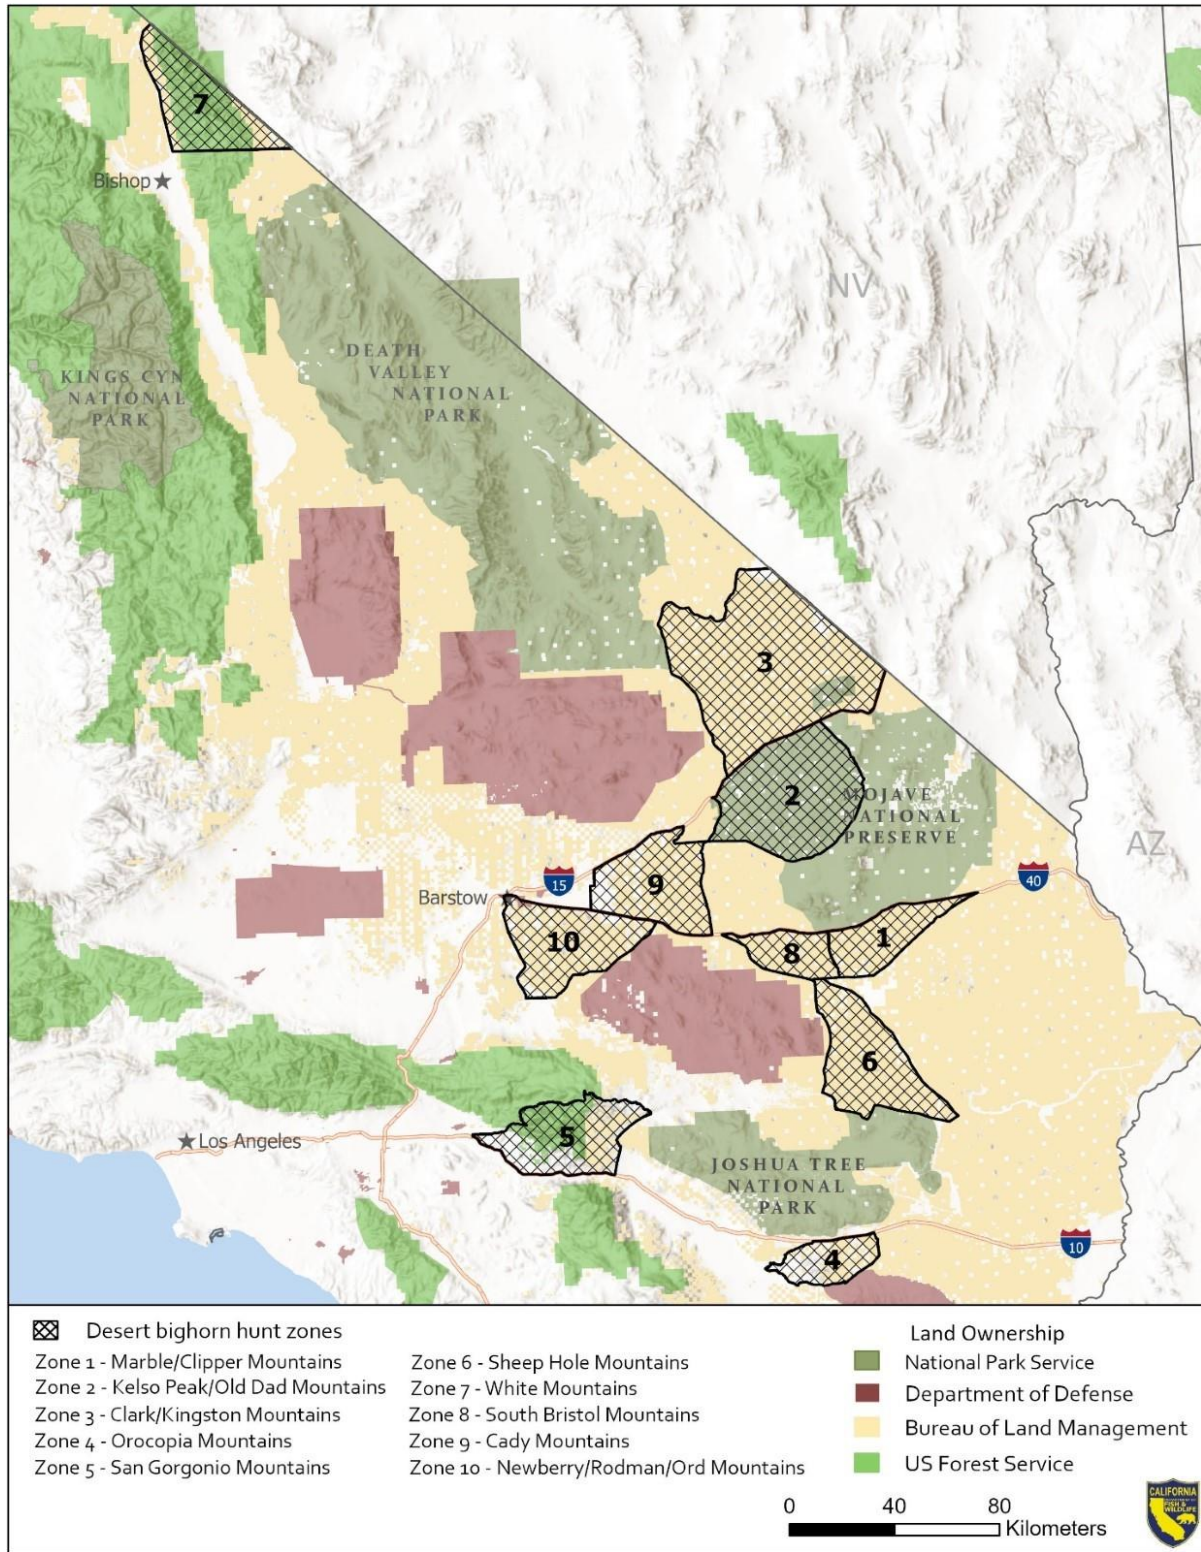 7
Bishop
NV
DEATH
VALLEY
NATIONAL
PARK
KINGS CYN
NATIONAL
PARK
3
2
MOJAVE
NATIONAL
PRESERVE
AZ
15
40
Barstow
9
10
8
1
6
Los Angeles
5
JOSHUA TREE
NATIONAL
PARK
4
10
Desert bighorn hunt zones
Zone 1 - Marble/Clipper Mountains
Zone 2 - Kelso Peak/Old Dad Mountains
Zone 3 - Clark/Kingston Mountains
Zone 4 - Orocopia Mountains
Zone 5 - San Gorgonio Mountains
Zone 6 - Sheep Hole Mountains
Zone 7 - White Mountains
Zone 8 - South Bristol Mountains
Zone 9 - Cady Mountains
Zone 10 - Newberry/Rodman/Ord Mountains
Land Ownership
National Park Service
Department of Defense
Bureau of Land Management
US Forest Service
0 40 80
Kilometers
CALIFORNIA
FISH &
WILDLIFE